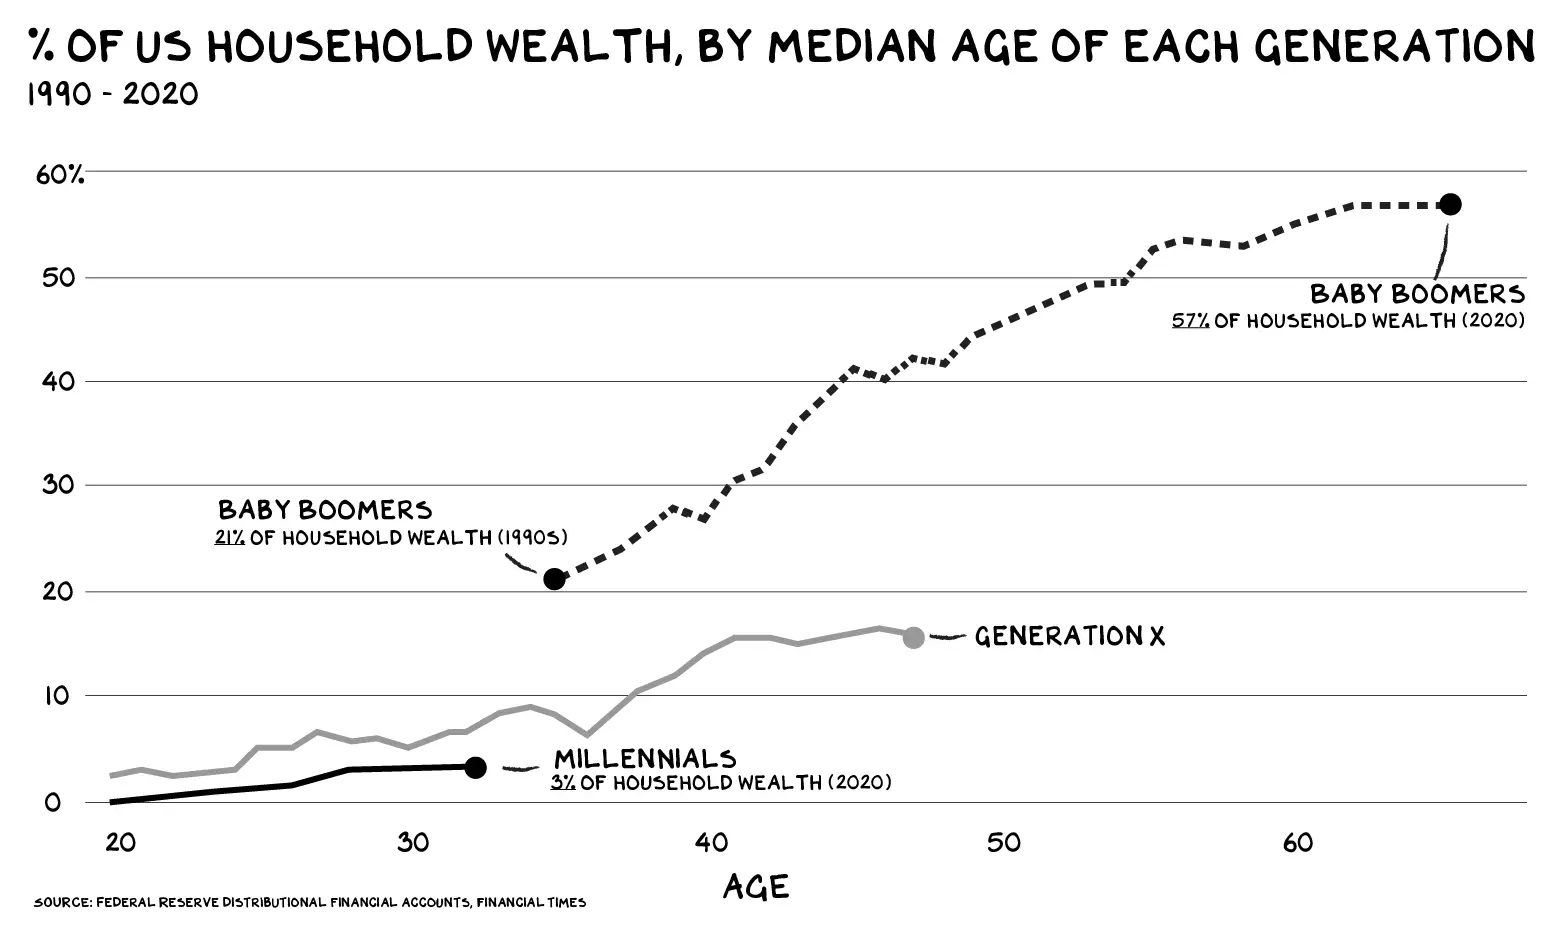 % OF US HOUSEHOLD WEALTH, BY MEDIAN AGE OF EACH GENERATION
1990 - 2020
60%
50
BABY BOOMERS
57% OF HOUSEHOLD WEALTH (2020)
40
30
BABY BOOMERS
21% OF HOUSEHOLD WEALTH (1990S)
20
GENERATION X
10
MILLENNIALS
3% OF HOUSEHOLD WEALTH (2020)
0
20 30 40 50 60
AGE
SOURCE: FEDERAL RESERVE DISTRIBUTIONAL FINANCIAL ACCOUNTS, FINANCIAL TIMES